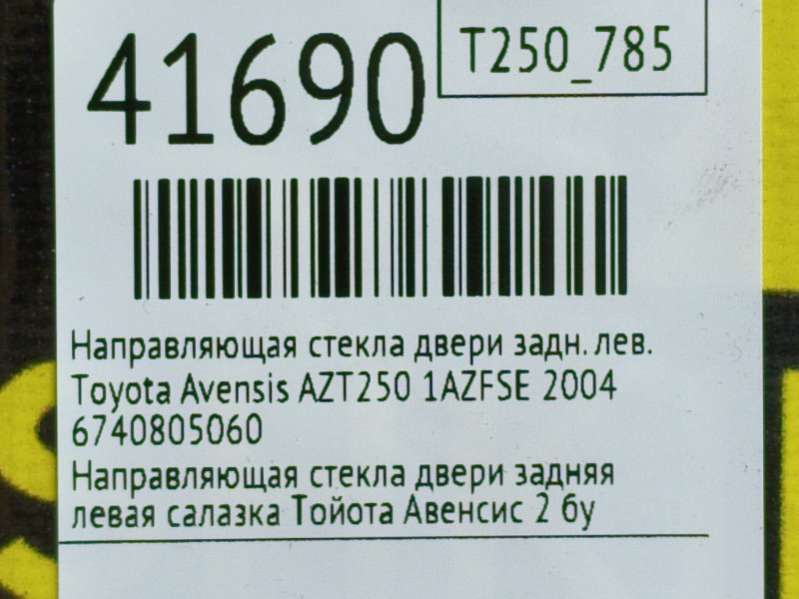 41690
T250_785
Направляющая стекла двери задн. лев.
Toyota Avensis AZT250 1AZFSE 2004
6740805060
Направляющая стекла двери задняя
левая салазка Тойота Авенсис 2 бу